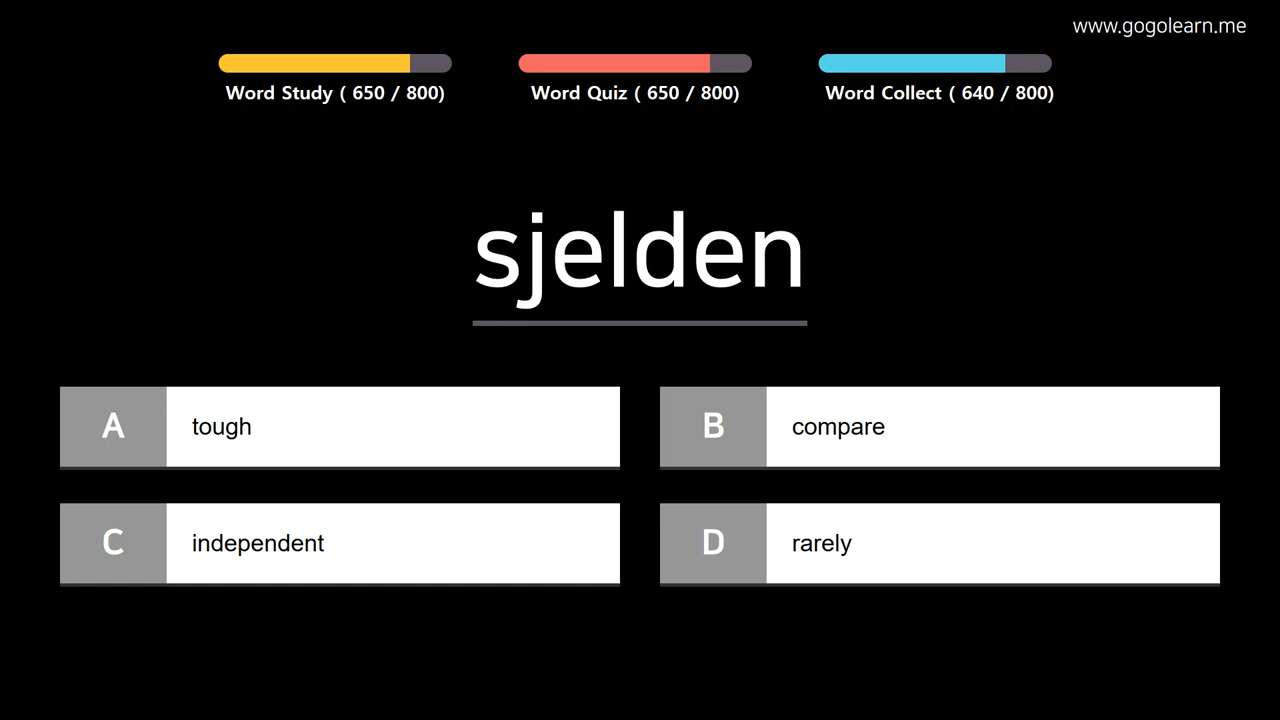 www.gogolearn.me
Word Study ( 650 / 800)
Word Quiz ( 650 / 800)
Word Collect ( 640 / 800)
sjelden
A tough
B compare
C independent
D rarely